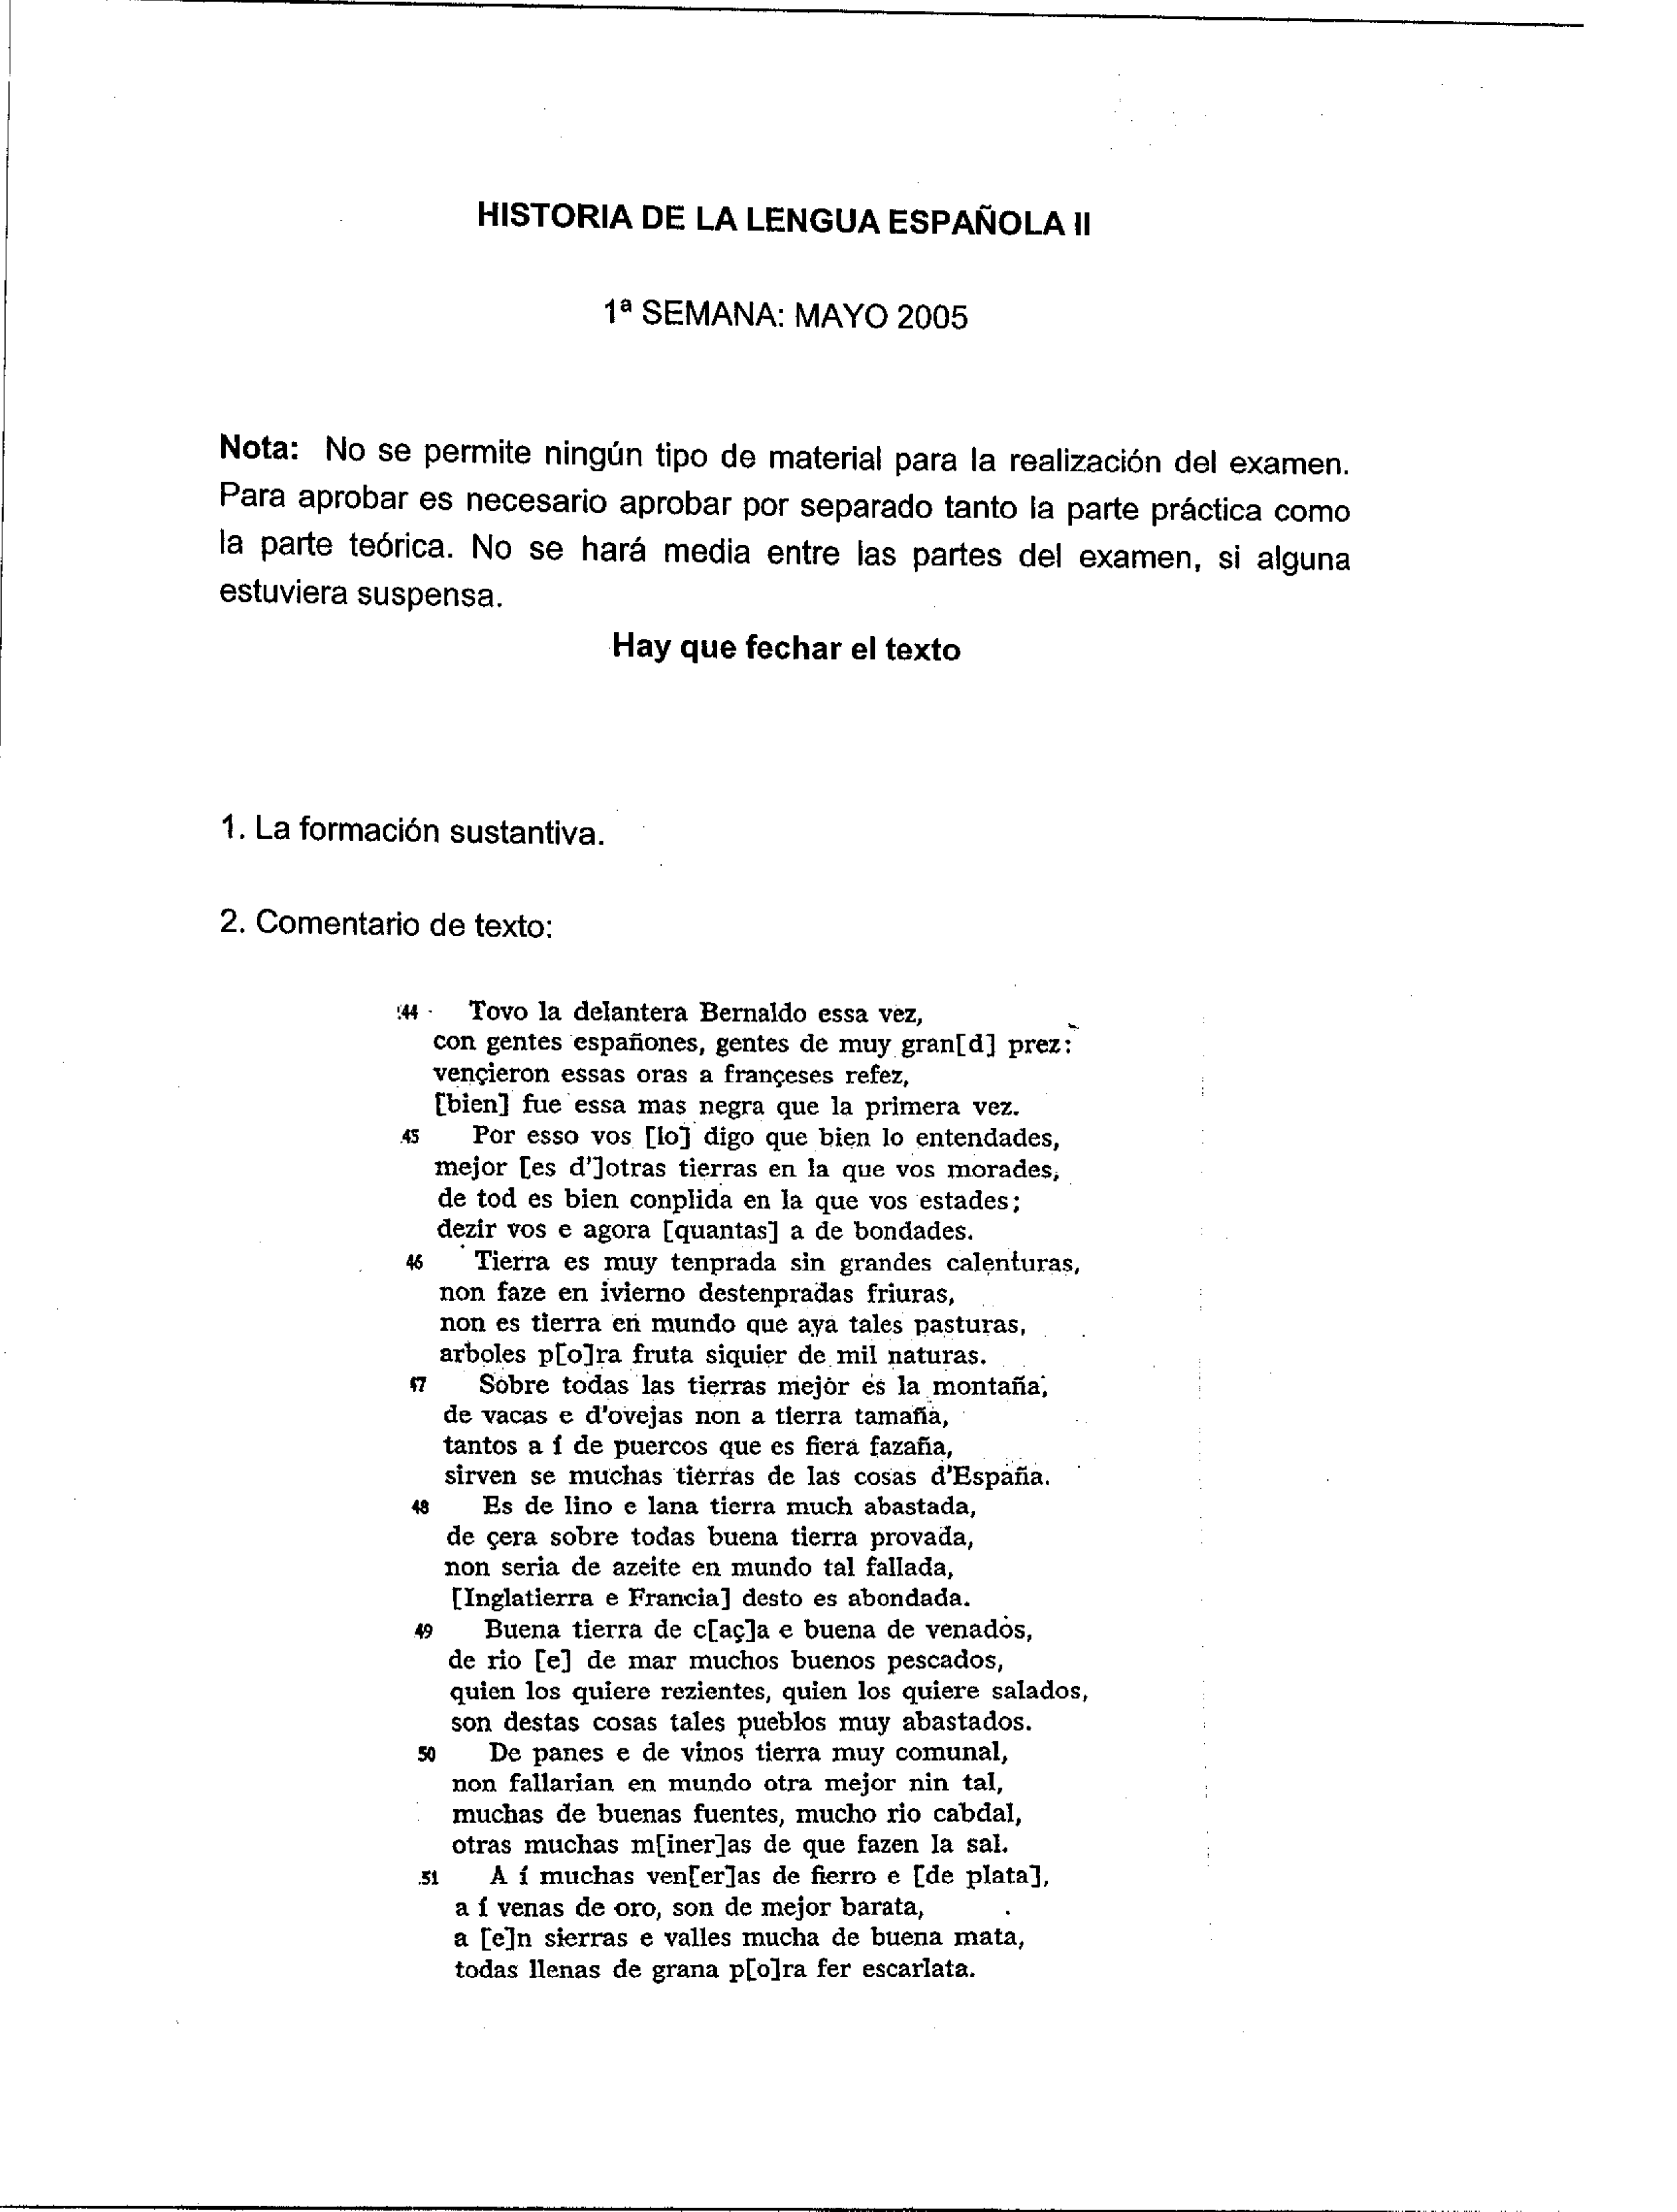 HISTORIA DE LA LENGUA ESPAÑOLA II
1ª SEMANA: MAYO 2005
Nota: No se permite ningún tipo de material para la realización del examen.
Para aprobar es necesario aprobar por separado tanto la parte práctica como
la parte teórica. No se hará media entre las partes del examen, si alguna
estuviera suspensa.
Hay que fechar el texto
1. La formación sustantiva.
2. Comentario de texto:
44 Tovo la delantera Bernaldo essa vez,
con gentes españones, gentes de muy gran[d] prez:
vençieron essas oras a françeses refez,
[bien] fue essa mas negra que la primera vez.
45 Por esso vos [lo] digo que bien lo entendades,
mejor [es d']otras tierras en la que vos morades,
de tod es bien conplida en la que vos estades;
dezir vos e agora [quantas] a de bondades.
46 Tierra es muy tenprada sin grandes calenturas,
non faze en ivierno destenpradas friuras,
non es tierra en mundo que aya tales pasturas,
arboles p[o]ra fruta siquier de mil naturas.
47 Sobre todas las tierras mejor es la montaña,
de vacas e d'ovejas non a tierra tamaña,
tantos a í de puercos que es fiera fazaña,
sirven se muchas tierras de las cosas d'España.
48 Es de lino e lana tierra much abastada,
de çera sobre todas buena tierra provada,
non seria de azeite en mundo tal fallada,
[Inglatierra e Francia] desto es abondada.
49 Buena tierra de c[aç]a e buena de venados,
de rio [e] de mar muchos buenos pescados,
quien los quiere rezientes, quien los quiere salados,
son destas cosas tales pueblos muy abastados.
50 De panes e de vinos tierra muy comunal,
non fallarian en mundo otra mejor nin tal,
muchas de buenas fuentes, mucho rio cabdal,
otras muchas m[iner]as de que fazen la sal.
51 A í muchas ven[er]as de fierro e [de plata],
a í venas de oro, son de mejor barata,
a [e]n sierras e valles mucha de buena mata,
todas llenas de grana p[o]ra fer escarlata.